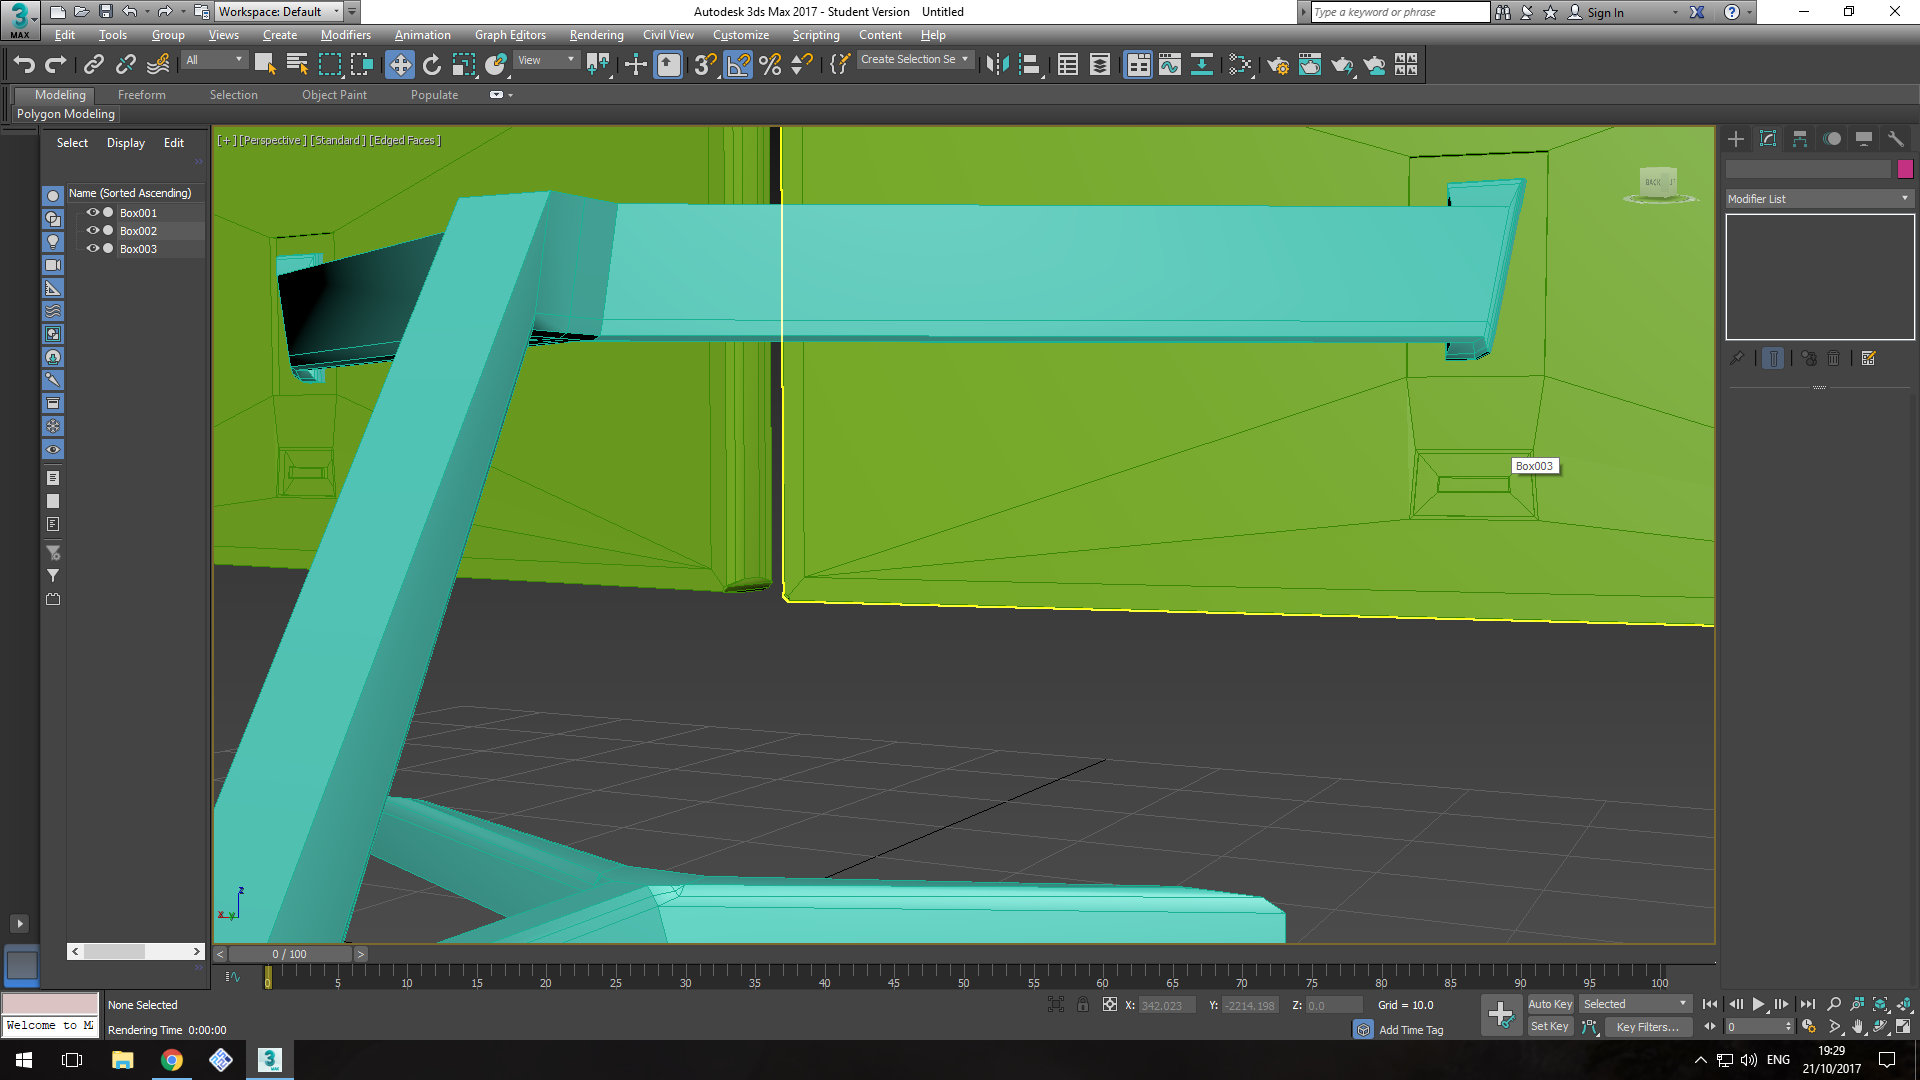 Workspace: Default
Autodesk 3ds Max 2017 - Student Version    Untitled
Type a keyword or phrase
Sign In
3
MAX
Edit Tools Group Views Create Modifiers Animation Graph Editors Rendering Civil View Customize Scripting Content Help
All
View
Create Selection Se
Modeling Freeform Selection Object Paint Populate
Polygon Modeling
Select Display Edit
[ + ] [Perspective ] [Standard ] [Edged Faces ]
BACK
Name (Sorted Ascending)
Box001
Box002
Box003
Modifier List
Box003
z
x y
0 / 100
0 5 10 15 20 25 30 35 40 45 50 55 60 65 70 75 80 85 90 95 100
None Selected
X: 342.023 Y: -2214.198 Z: 0.0 Grid = 10.0
Auto Key Selected
Welcome to M
Rendering Time 0:00:00
Add Time Tag
Set Key Key Filters...
0
ENG
19:29
21/10/2017